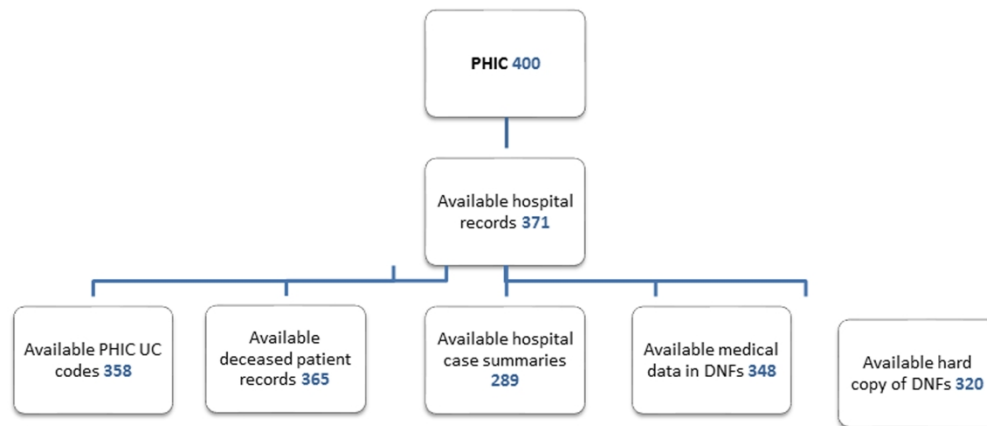 PHIC 400
Available hospital
records 371
Available PHIC UC
codes 358
Available
deceased patient
records 365
Available hospital
case summaries
289
Available medical
data in DNFs 348
Available hard
copy of DNFs 320